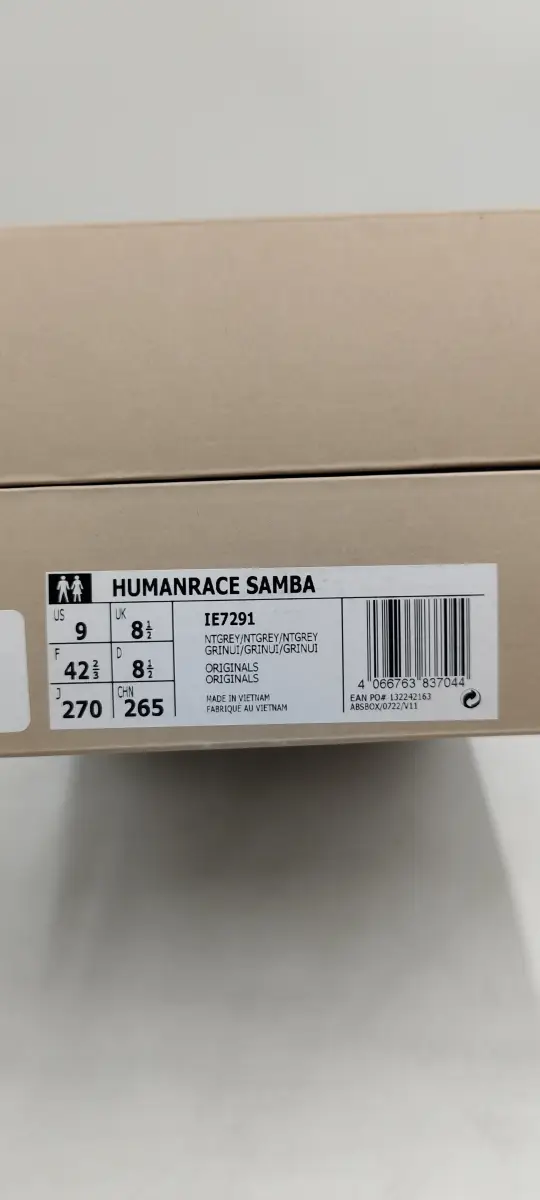 HUMANRACE SAMBA
US 9 UK 8½
F 42⅔ D 8½
J 270 CHN 265
IE7291
NTGREY/NTGREY/NTGREY
GRINUI/GRINUI/GRINUI
ORIGINALS
ORIGINALS
MADE IN VIETNAM
FABRIQUÉ AU VIETNAM
4 066763 837044
EAN PO# 132242163
ABSBOX/0722/V11